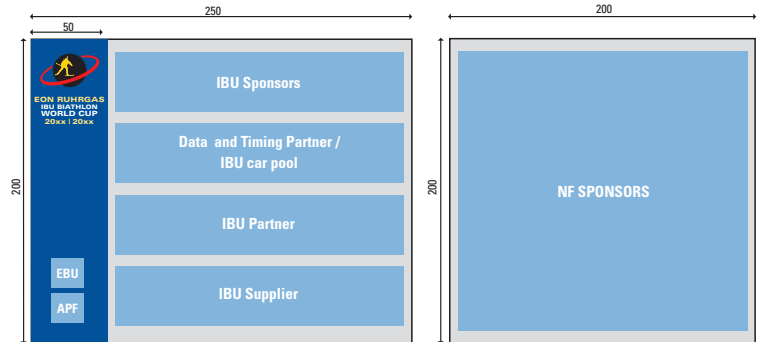 250
200
50
IBU Sponsors
EON RUHRGAS
IBU BIATHLON
WORLD CUP
20xx | 20xx
Data and Timing Partner /
IBU car pool
200
200
NF SPONSORS
IBU Partner
EBU
IBU Supplier
APF